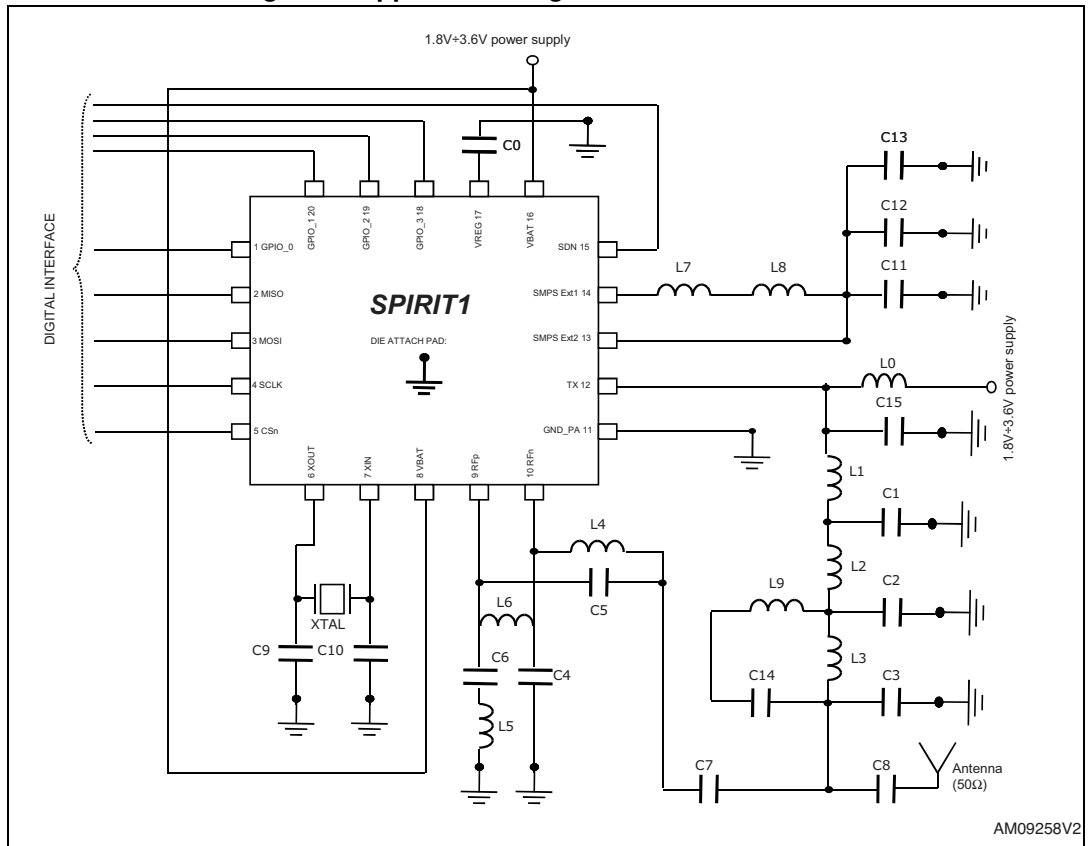 1.8V÷3.6V power supply
C0
C13
C12
C11
DIGITAL INTERFACE
GPIO_1 20
GPIO_2 19
GPIO_3 18
VREG 17
VBAT 16
1 GPIO_0
2 MISO
3 MOSI
4 SCLK
5 CSn
SPIRIT1
DIE ATTACH PAD:
SDN 15
SMPS Ext1 14
SMPS Ext2 13
TX 12
GND_PA 11
6 XOUT
7 XIN
8 VBAT
9 RFp
10 RFn
L7
L8
L0
1.8V÷3.6V power supply
C15
L1
C1
L2
C2
L9
L3
C14
C3
L4
C5
L6
C6
C4
L5
XTAL
C9
C10
C7
C8
Antenna
(50Ω)
AM09258V2